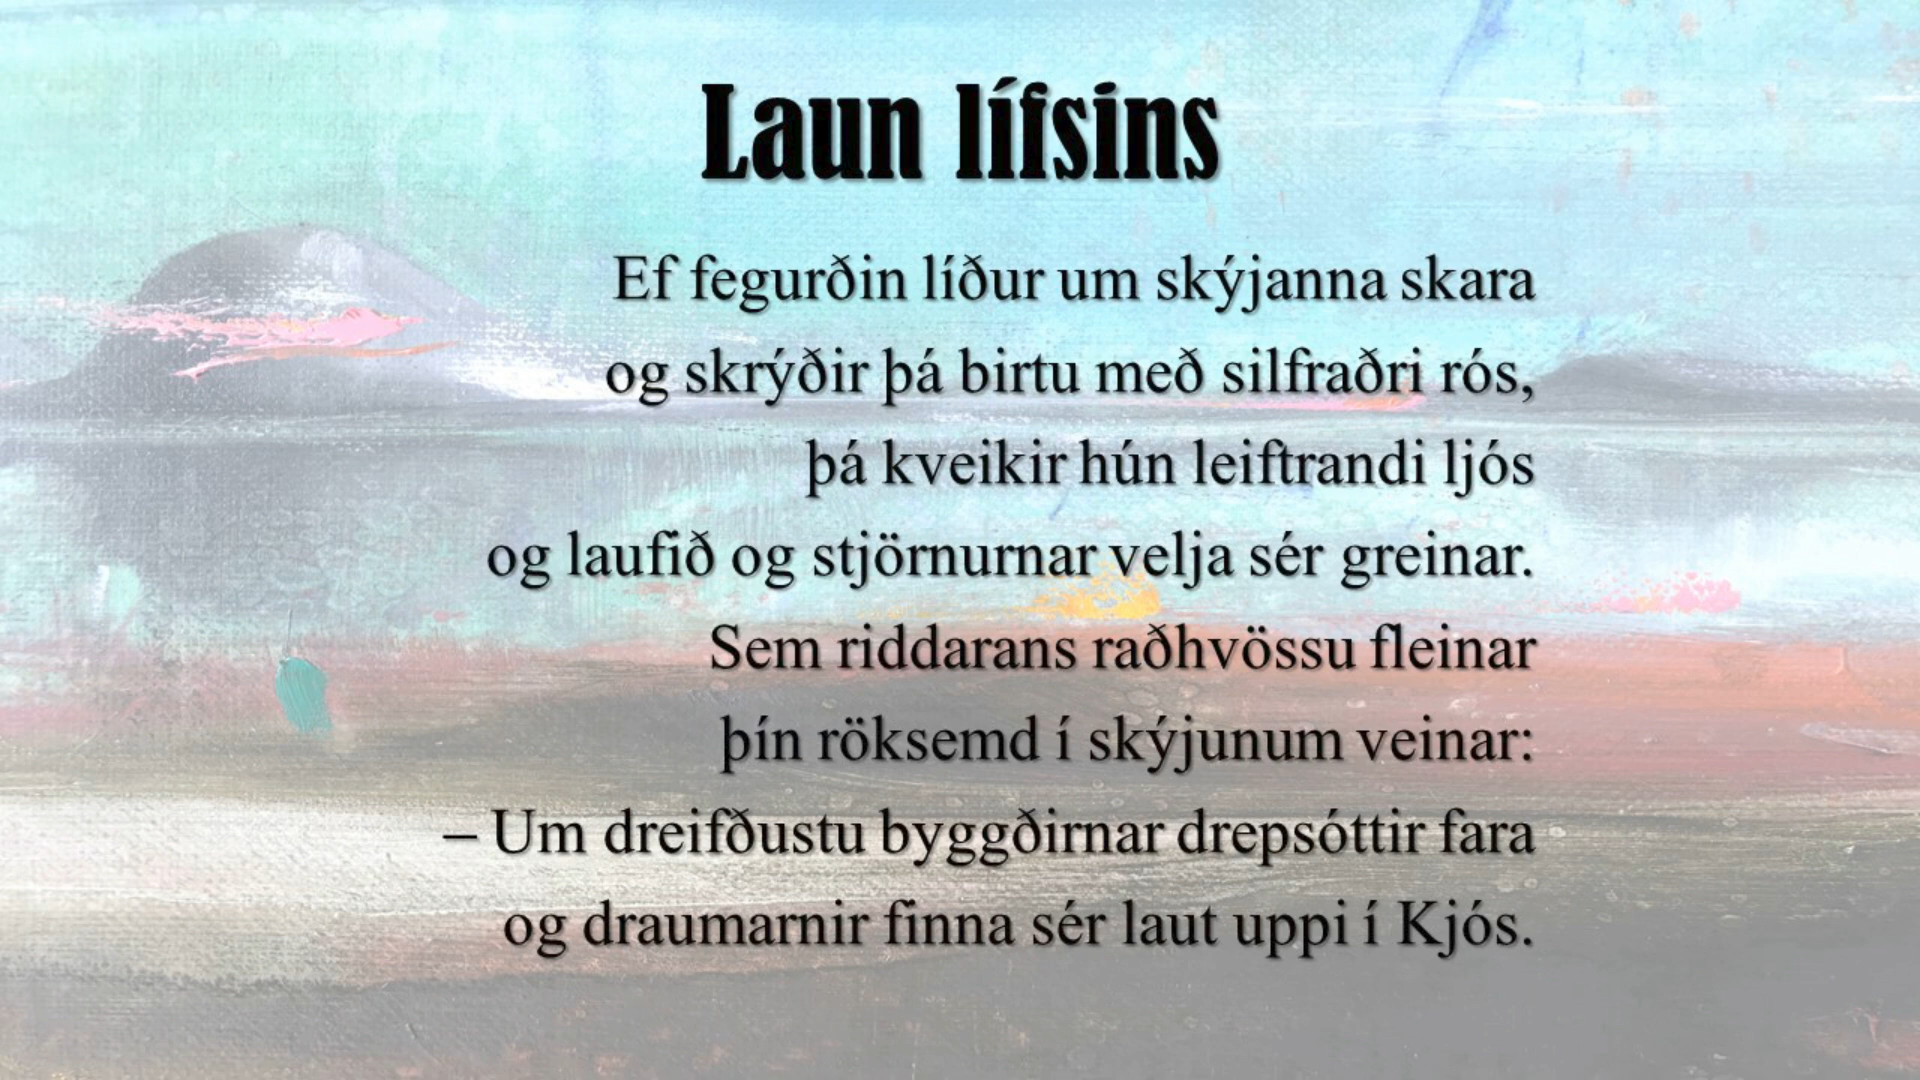 Laun lífsins
Ef fegurðin líður um skýjanna skara
og skrýðir þá birtu með silfraðri rós,
þá kveikir hún leiftrandi ljós
og laufið og stjörnurnar velja sér greinar.
Sem riddarans raðhvössu fleinar
þín röksemd í skýjunum veinar:
– Um dreifðustu byggðirnar drepsóttir fara
og draumarnir finna sér laut uppi í Kjós.